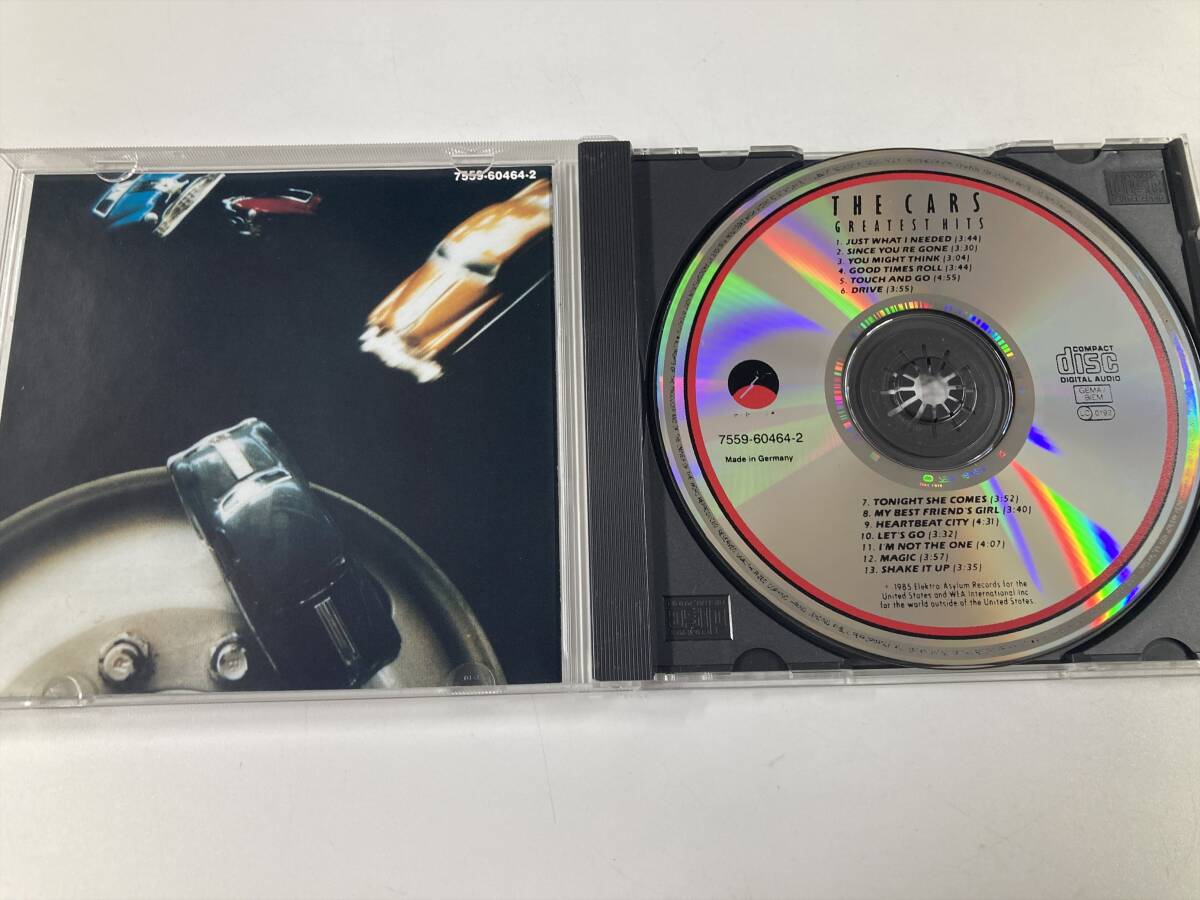 7559-60464-2
THE CARS
GREATEST HITS
1. JUST WHAT I NEEDED (3:44)
2. SINCE YOU'RE GONE (3:30)
3. YOU MIGHT THINK (3:04)
4. GOOD TIMES ROLL (3:44)
5. TOUCH AND GO (4:55)
6. DRIVE (3:55)
COMPACT
disc
DIGITAL AUDIO
GEMA/
BIEM
LC 0192
7559-60464-2
Made in Germany
7. TONIGHT SHE COMES (3:52)
8. MY BEST FRIEND'S GIRL (3:40)
9. HEARTBEAT CITY (4:31)
10. LET'S GO (3:32)
11. I'M NOT THE ONE (4:07)
12. MAGIC (3:57)
13. SHAKE IT UP (3:35)
1985 Elektra Asylum Records for the
United States and WEA International Inc
for the world outside of the United States.